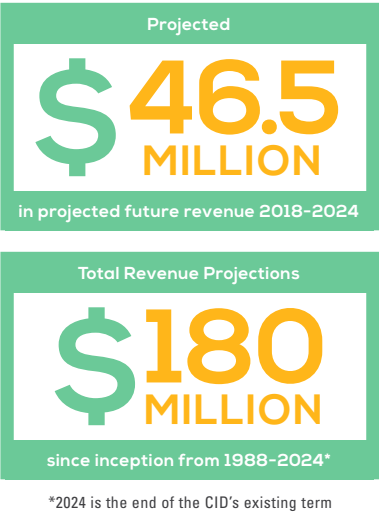 Projected
$46.5
MILLION
in projected future revenue 2018-2024
Total Revenue Projections
$180
MILLION
since inception from 1988-2024*
*2024 is the end of the CID's existing term